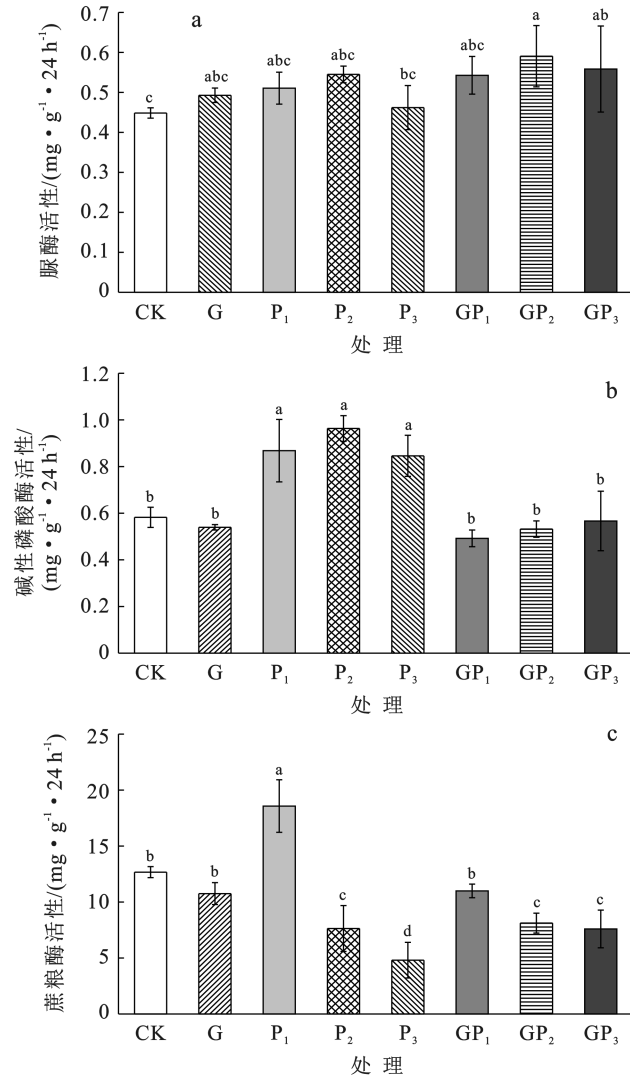 a
脲酶活性/(mg·g⁻¹·24 h⁻¹)
0.7
0.6
0.5
0.4
0.3
0.2
0.1
0
c abc abc abc bc abc a ab
CK G P₁ P₂ P₃ GP₁ GP₂ GP₃
处 理
b
碱性磷酸酶活性/
(mg·g⁻¹·24 h⁻¹)
1.2
1.0
0.8
0.6
0.4
0.2
0
b b a a a b b b
CK G P₁ P₂ P₃ GP₁ GP₂ GP₃
处 理
c
蔗粮酶活性/(mg·g⁻¹·24 h⁻¹)
25
20
15
10
5
0
b b a c d b c c
CK G P₁ P₂ P₃ GP₁ GP₂ GP₃
处 理